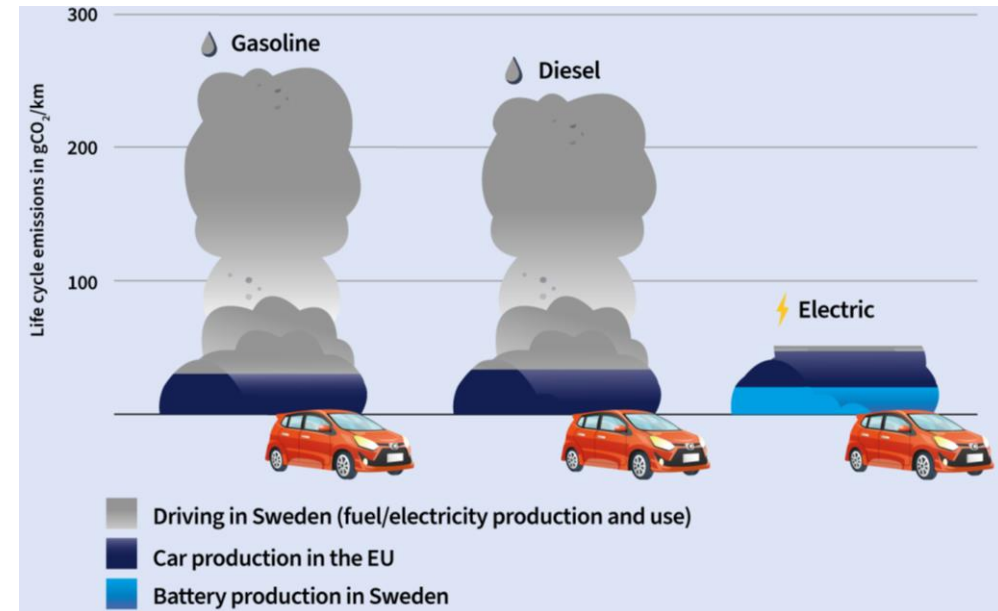 300
Gasoline
Diesel
200
Life cycle emissions in gCO₂/km
100
Electric
Driving in Sweden (fuel/electricity production and use)
Car production in the EU
Battery production in Sweden